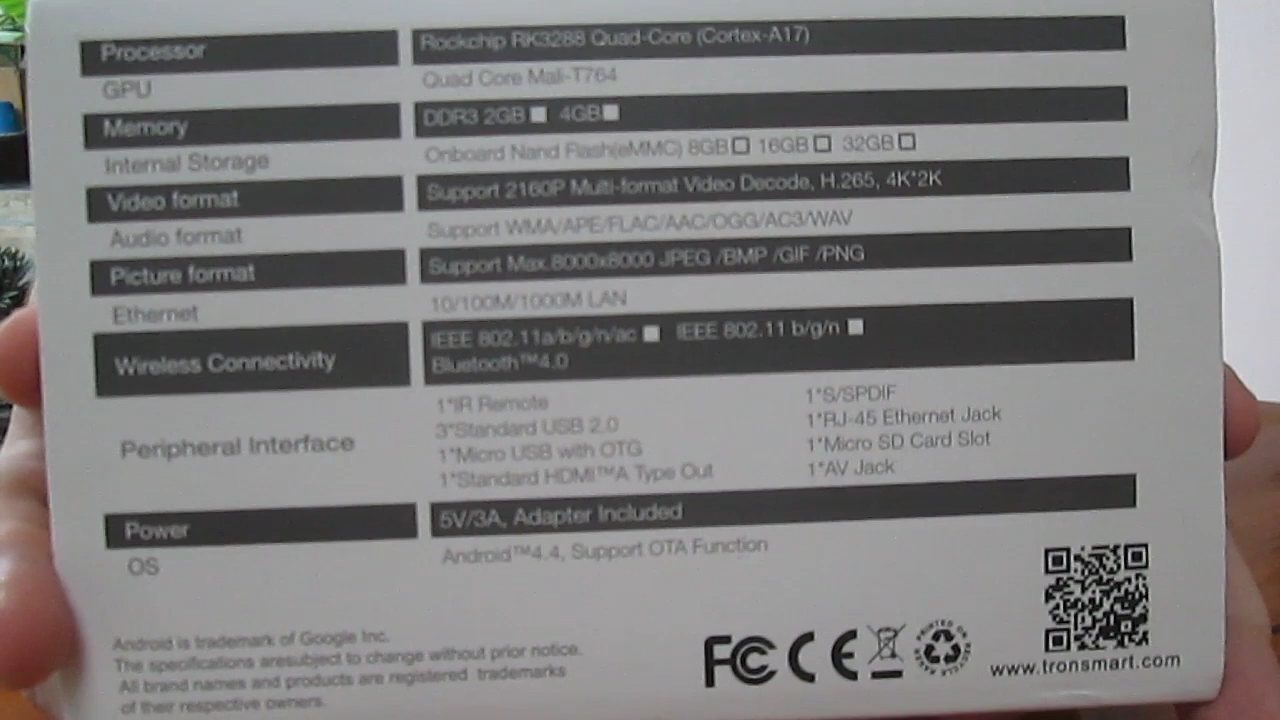 Processor Rockchip RK3288 Quad-Core (Cortex-A17)
GPU Quad Core Mali-T764
Memory DDR3 2GB 4GB
Internal Storage Onboard Nand Flash(eMMC) 8GB 16GB 32GB
Video format Support 2160P Multi-format Video Decode, H.265, 4K*2K
Audio format Support WMA/APE/FLAC/AAC/OGG/AC3/WAV
Picture format Support Max.8000x8000 JPEG /BMP /GIF /PNG
Ethernet 10/100M/1000M LAN
Wireless Connectivity IEEE 802.11a/b/g/n/ac IEEE 802.11 b/g/n
Bluetooth™4.0
Peripheral Interface
1*IR Remote 1*S/SPDIF
3*Standard USB 2.0 1*RJ-45 Ethernet Jack
1*Micro USB with OTG 1*Micro SD Card Slot
1*Standard HDMI™A Type Out 1*AV Jack
Power 5V/3A, Adapter Included
OS Android™4.4, Support OTA Function
Android is trademark of Google Inc.
The specifications aresubject to change without prior notice.
All brand names and products are registered trademarks
of their respective owners.
FC CE
PRINTED ON RECYCLE PAPER
www.tronsmart.com